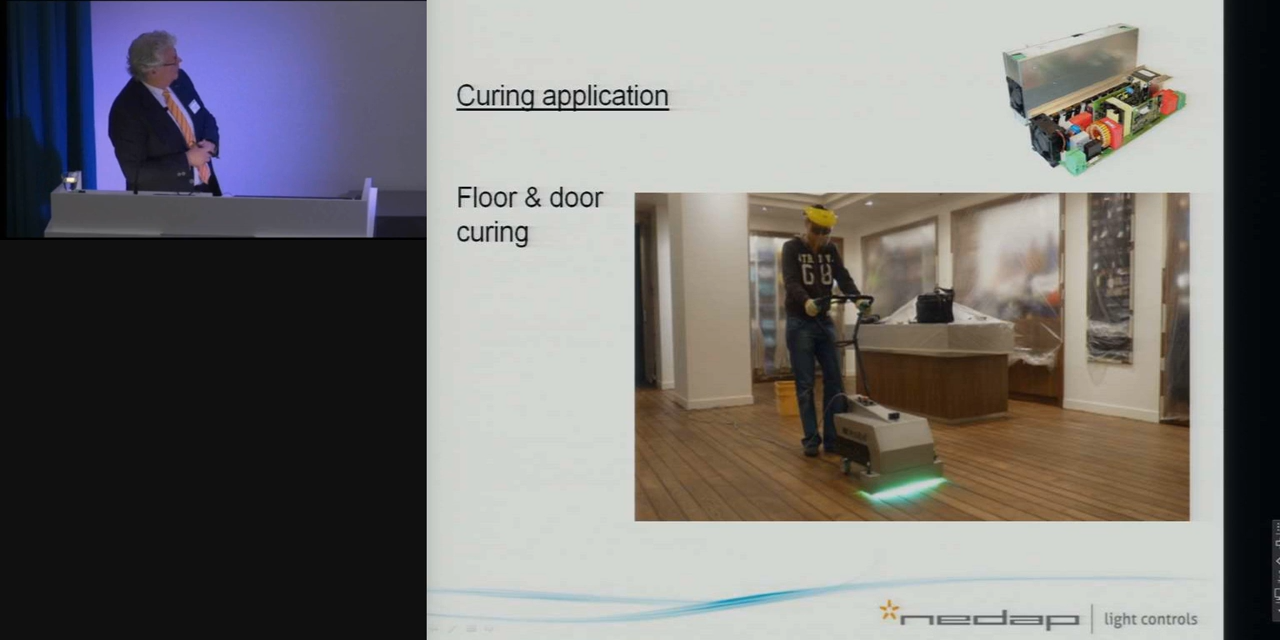 Curing application
Floor & door
curing
nedap
light controls